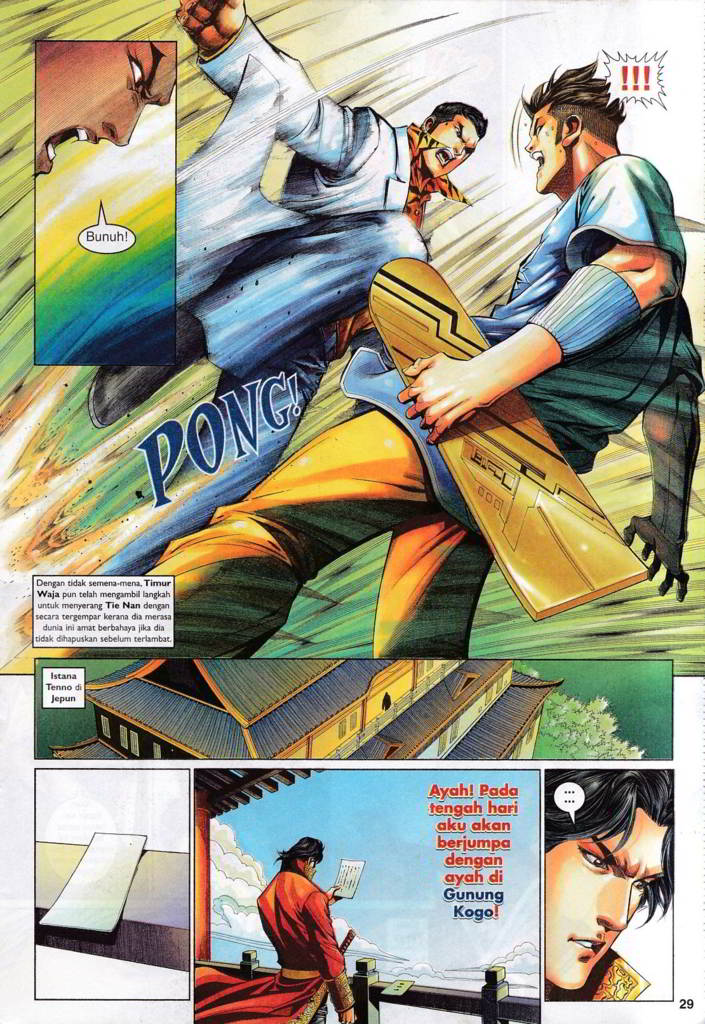 !!!
Bunuh!
PONG!
Dengan tidak semena-mena, Timur
Waja pun telah mengambil langkah
untuk menyerang Tie Nan dengan
secara tergempar kerana dia merasa
dunia ini amat berbahaya jika dia
tidak dihapuskan sebelum terlambat.
Istana
Tenno di
Jepun
Ayah! Pada
tengah hari
aku akan
berjumpa
dengan
ayah di
Gunung
Kogo!
...
...
29